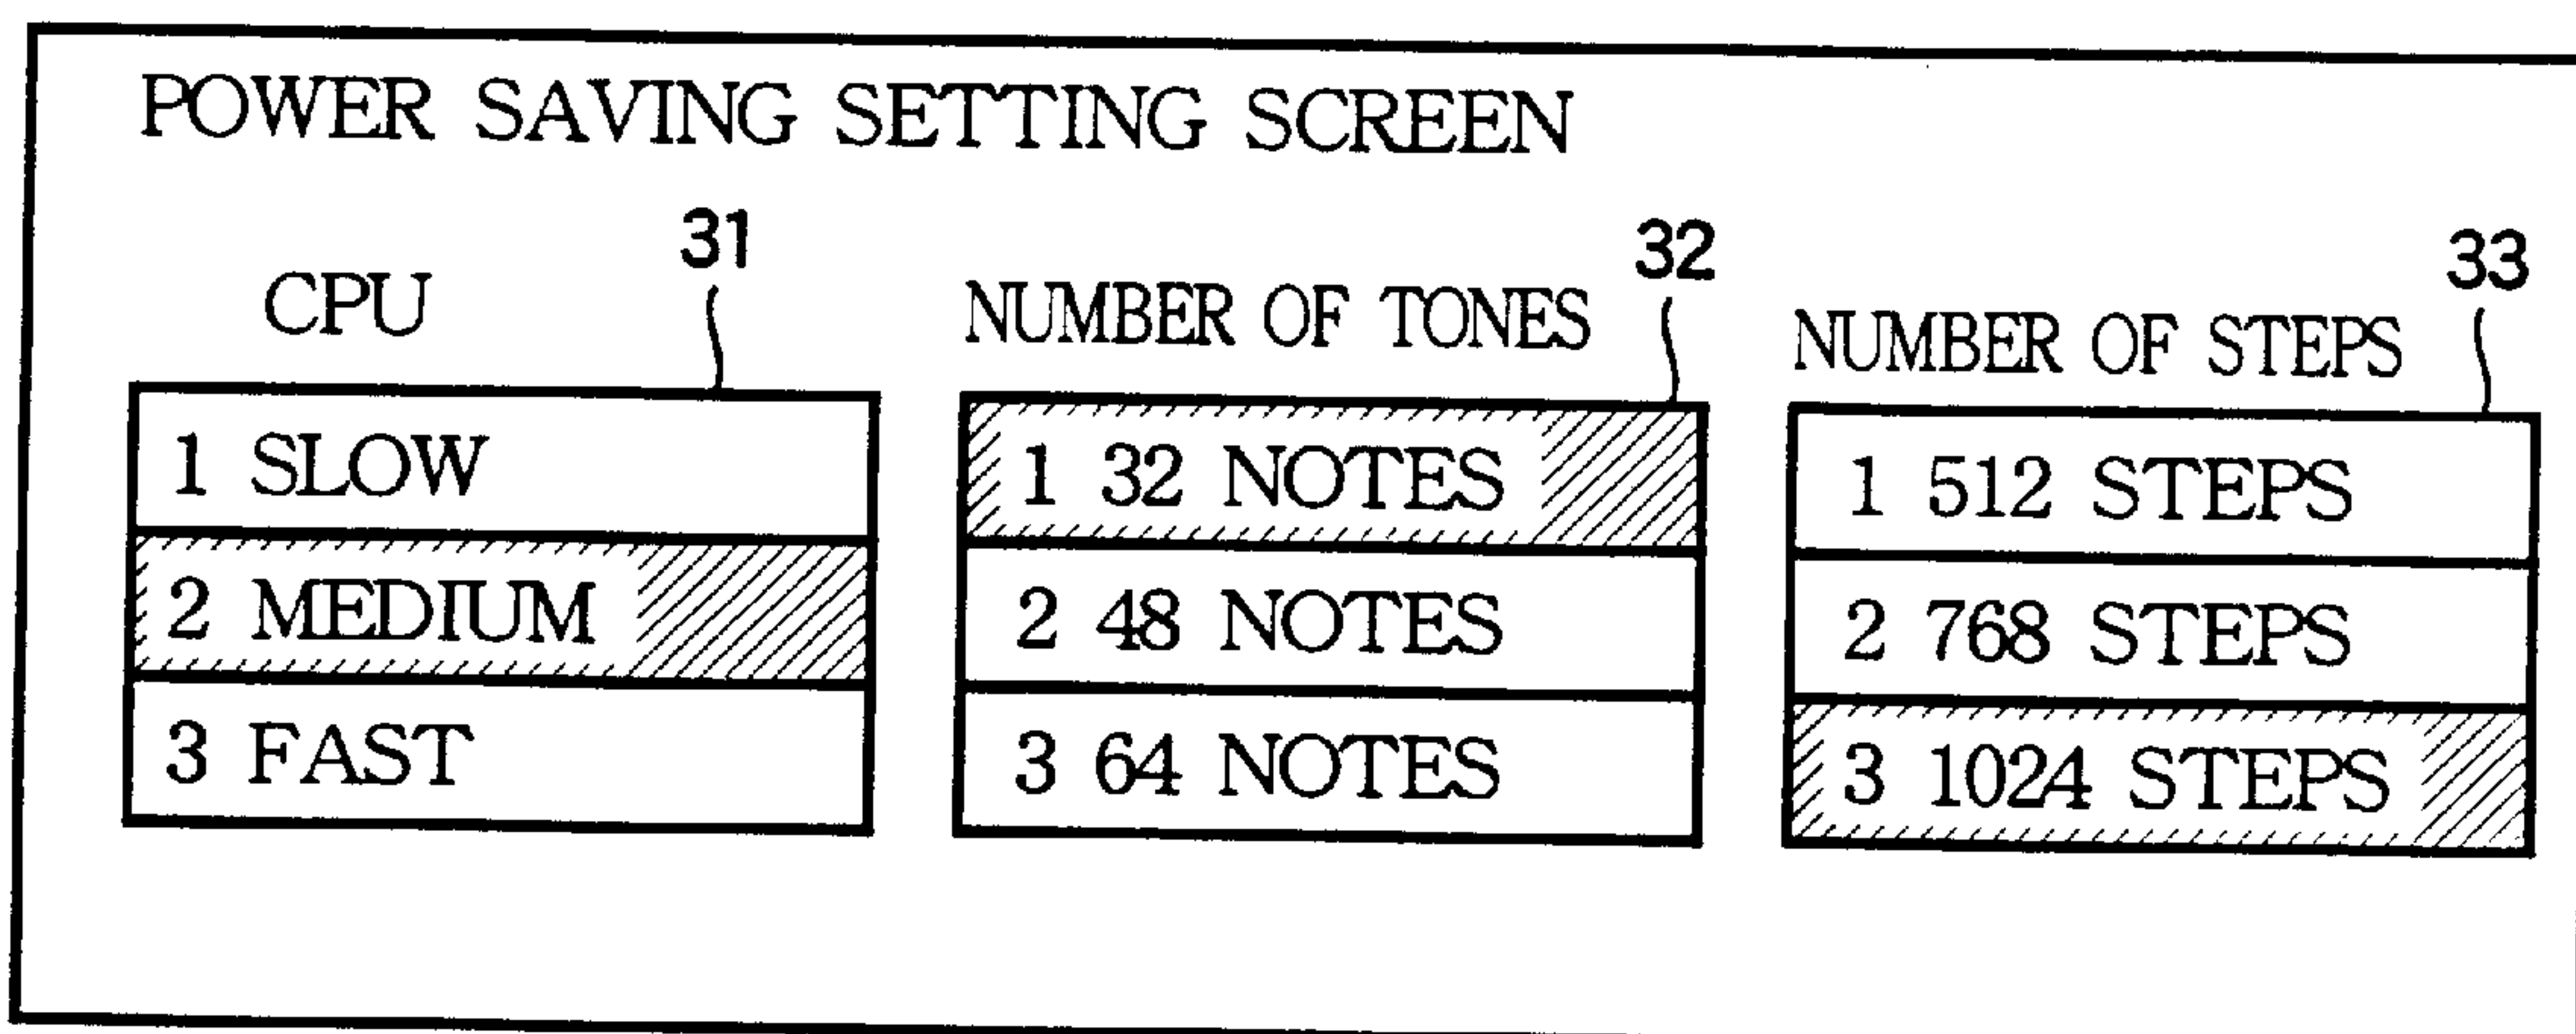 POWER SAVING SETTING SCREEN
31
32
33
CPU
NUMBER OF TONES
NUMBER OF STEPS
1 SLOW
2 MEDIUM
3 FAST
1 32 NOTES
2 48 NOTES
3 64 NOTES
1 512 STEPS
2 768 STEPS
3 1024 STEPS